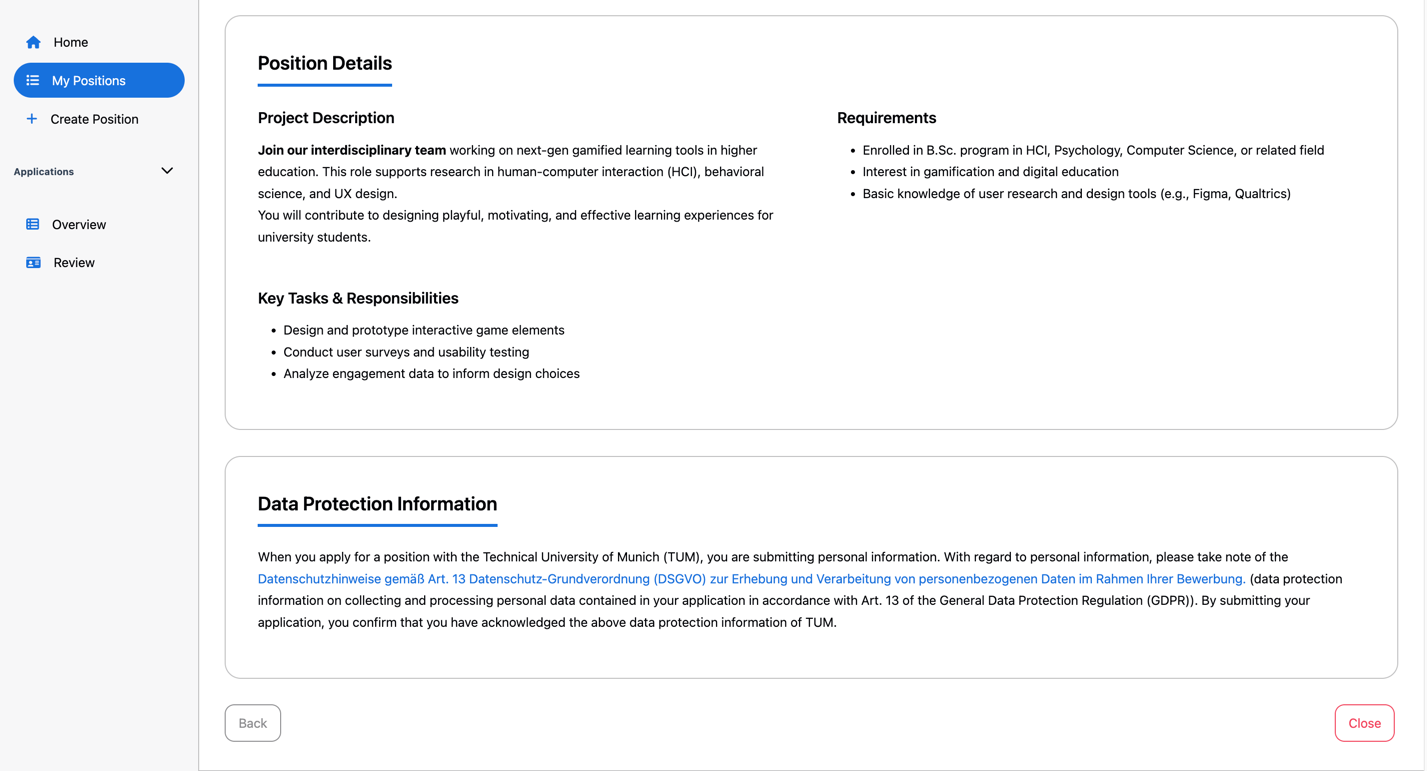 Home
My Positions
Create Position
Applications
Overview
Review
Position Details
Project Description
Join our interdisciplinary team working on next-gen gamified learning tools in higher
education. This role supports research in human-computer interaction (HCI), behavioral
science, and UX design.
You will contribute to designing playful, motivating, and effective learning experiences for
university students.
Requirements
• Enrolled in B.Sc. program in HCI, Psychology, Computer Science, or related field
• Interest in gamification and digital education
• Basic knowledge of user research and design tools (e.g., Figma, Qualtrics)
Key Tasks & Responsibilities
• Design and prototype interactive game elements
• Conduct user surveys and usability testing
• Analyze engagement data to inform design choices
Data Protection Information
When you apply for a position with the Technical University of Munich (TUM), you are submitting personal information. With regard to personal information, please take note of the
Datenschutzhinweise gemäß Art. 13 Datenschutz-Grundverordnung (DSGVO) zur Erhebung und Verarbeitung von personenbezogenen Daten im Rahmen Ihrer Bewerbung. (data protection
information on collecting and processing personal data contained in your application in accordance with Art. 13 of the General Data Protection Regulation (GDPR)). By submitting your
application, you confirm that you have acknowledged the above data protection information of TUM.
Back
Close